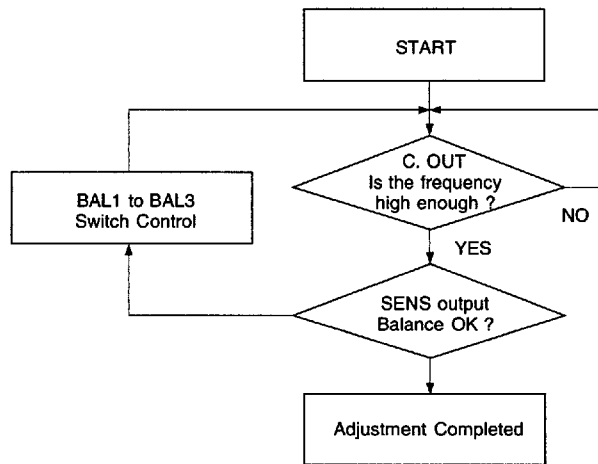 START
C. OUT
Is the frequency
high enough ?
NO
BAL1 to BAL3
Switch Control
YES
SENS output
Balance OK ?
Adjustment Completed